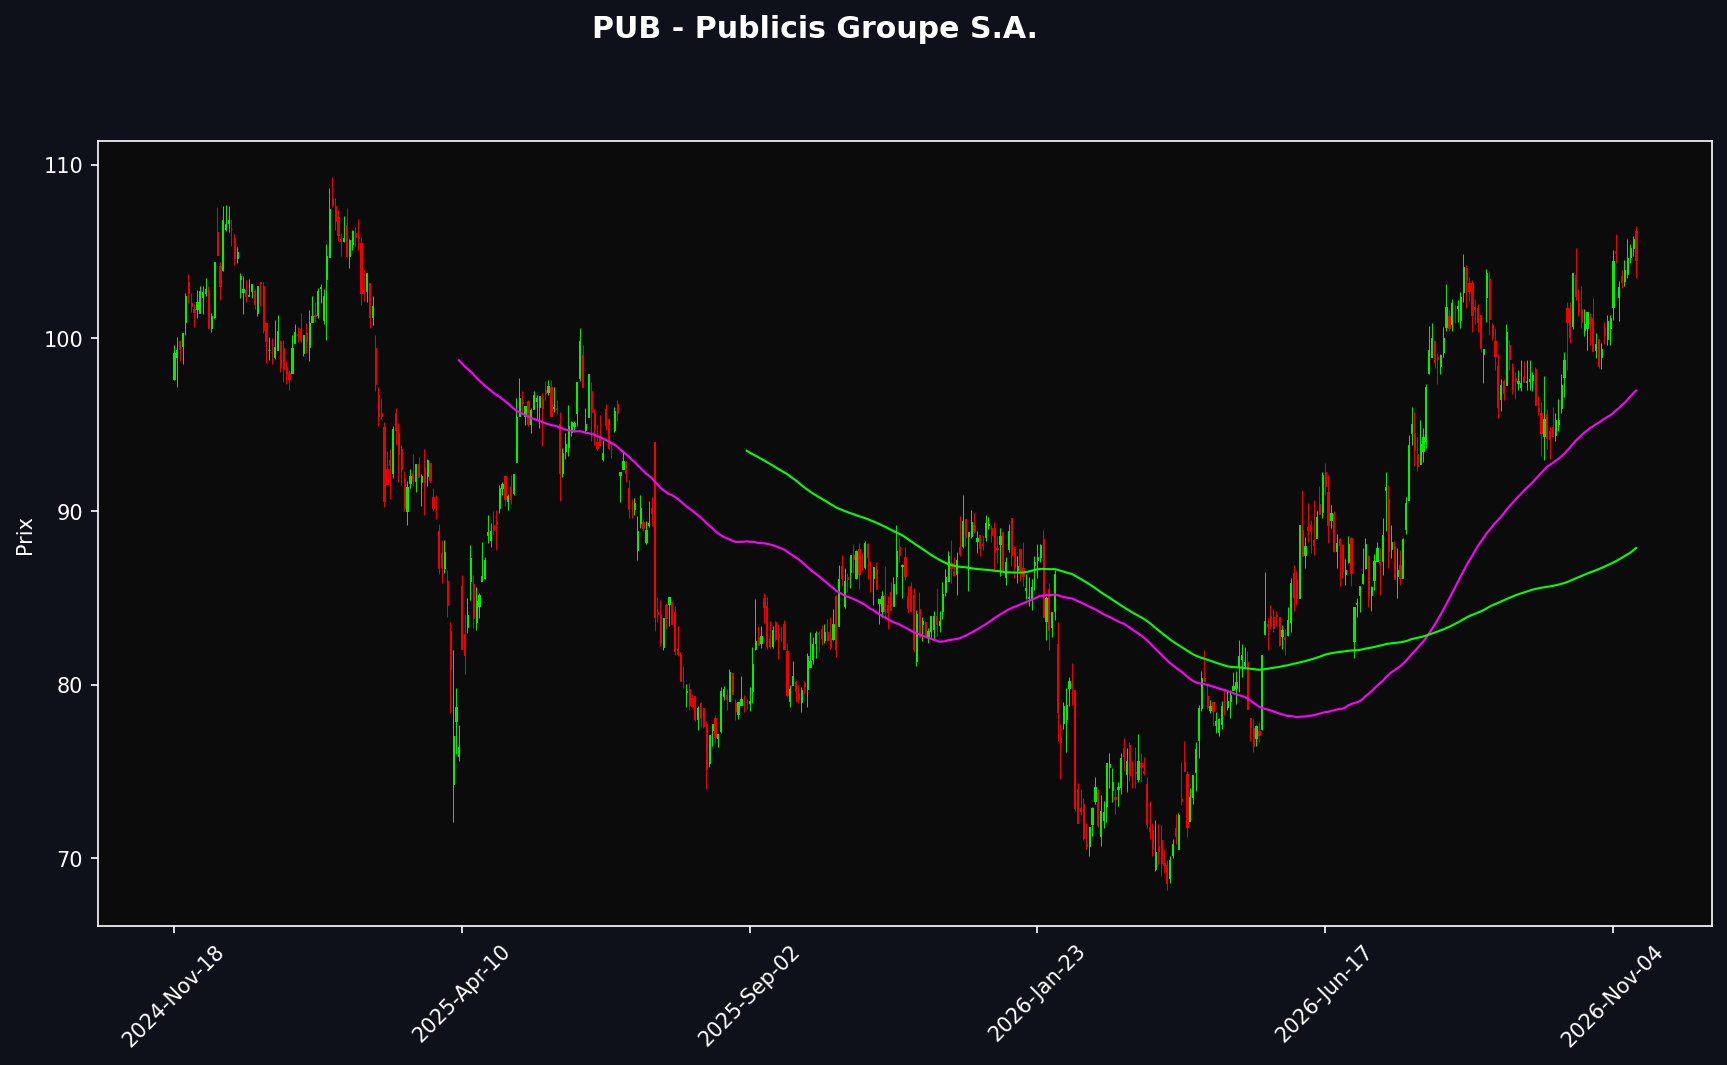 PUB - Publicis Groupe S.A.
110
100
90
80
70
Prix
2024-Nov-18
2025-Apr-10
2025-Sep-02
2026-Jan-23
2026-Jun-17
2026-Nov-04